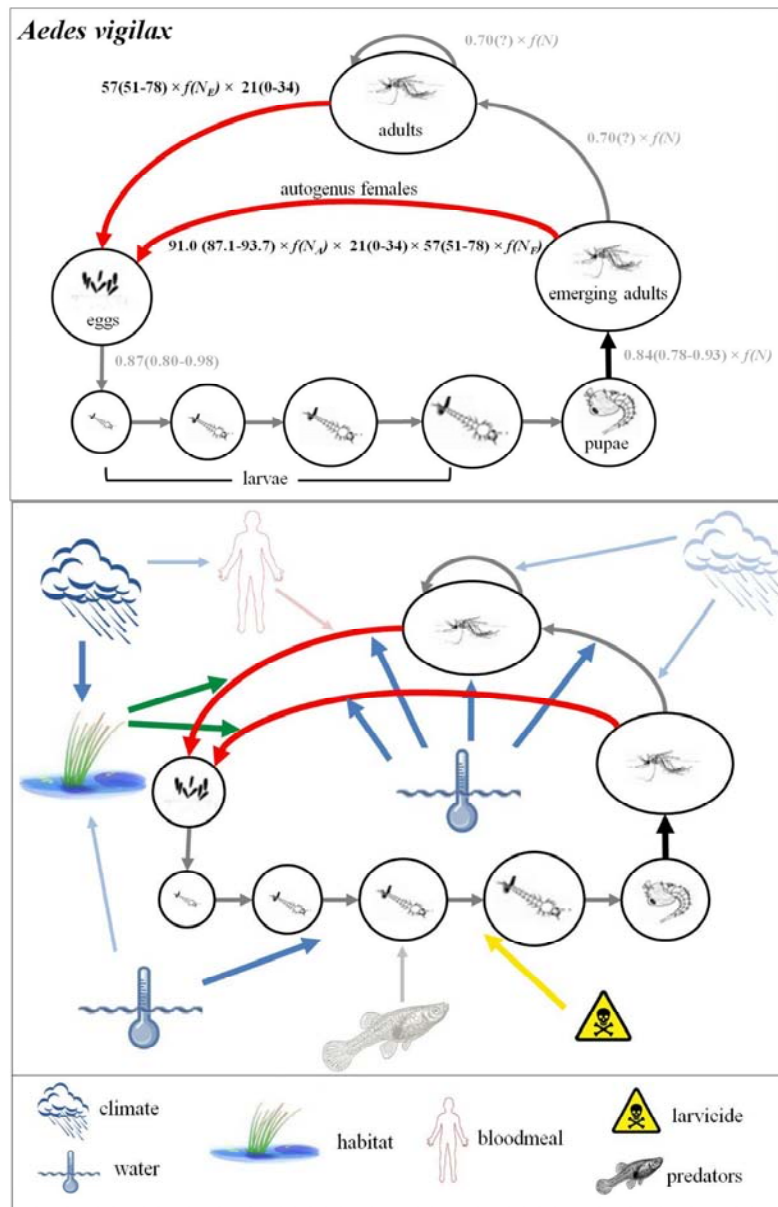 Aedes vigilax
0.70(?) × f(N)
57(51-78) × f(N_E) × 21(0-34)
adults
0.70(?) × f(N)
autogenus females
91.0 (87.1-93.7) × f(N_A) × 21(0-34) × 57(51-78) × f(N_E)
emerging adults
eggs
0.87(0.80-0.98)
0.84(0.78-0.93) × f(N)
pupae
larvae
climate
habitat
bloodmeal
larvicide
water
predators